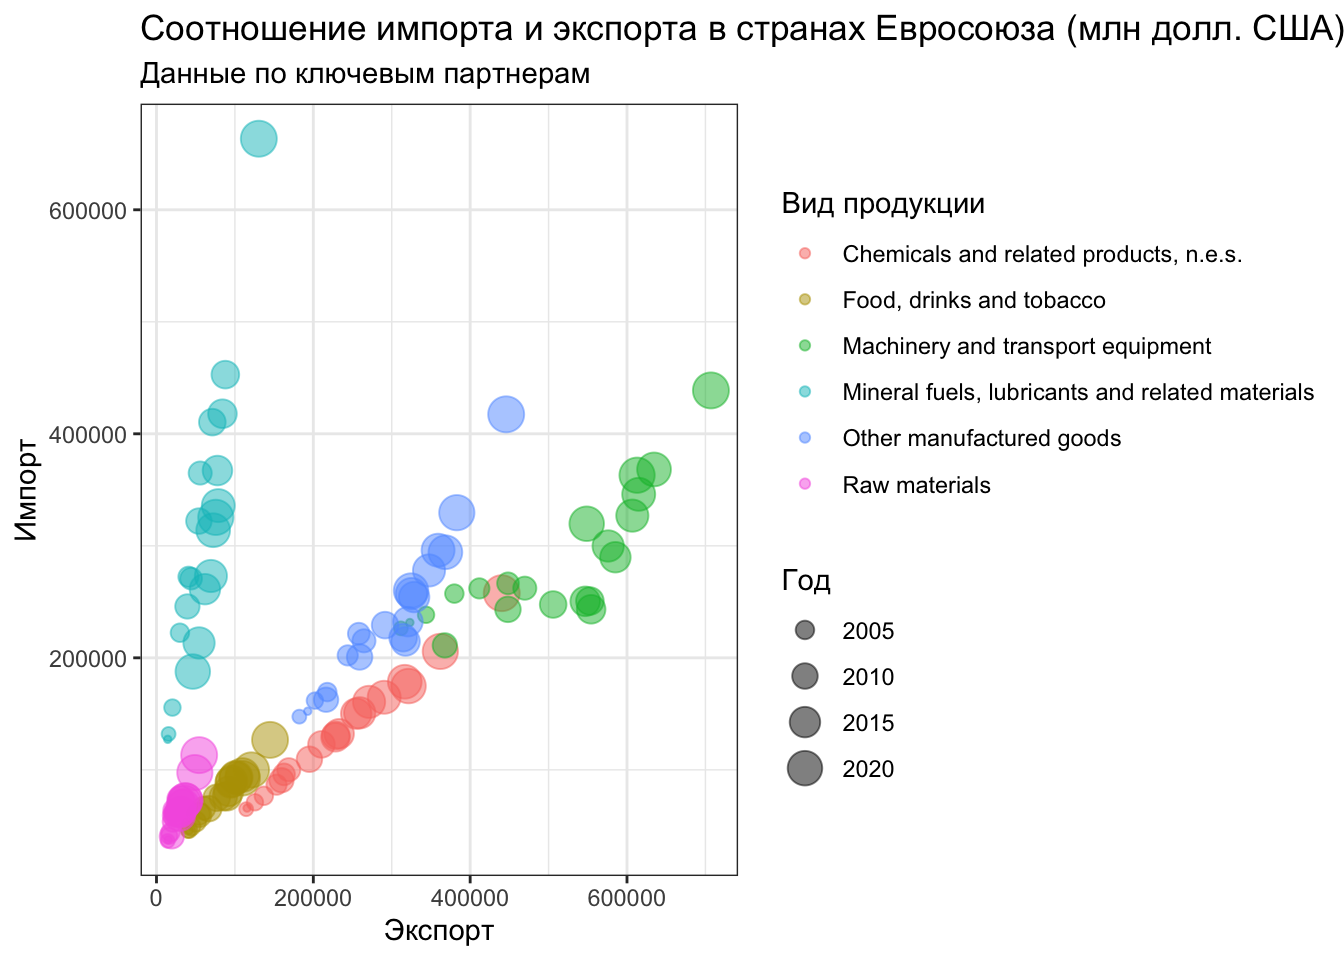 Соотношение импорта и экспорта в странах Евросоюза (млн долл. США)
Данные по ключевым партнерам
Импорт
600000
400000
200000
0
200000
400000
600000
Экспорт
Вид продукции
Chemicals and related products, n.e.s.
Food, drinks and tobacco
Machinery and transport equipment
Mineral fuels, lubricants and related materials
Other manufactured goods
Raw materials
Год
2005
2010
2015
2020